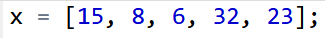 x = [15, 8, 6, 32, 23];